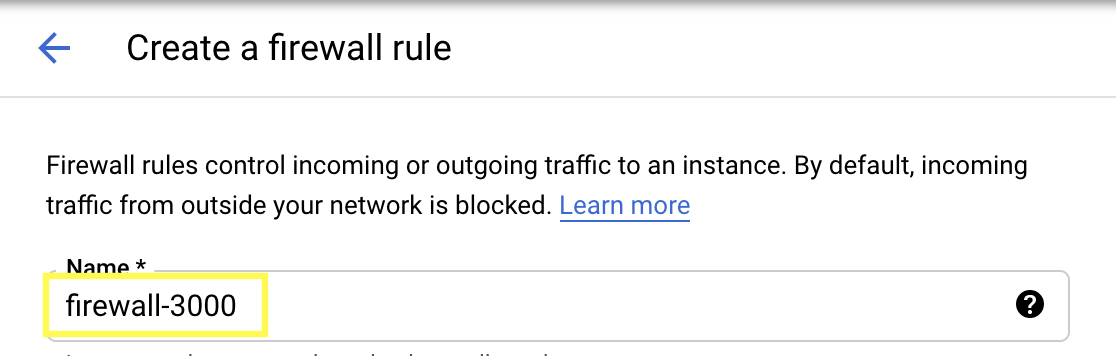 Create a firewall rule
Firewall rules control incoming or outgoing traffic to an instance. By default, incoming
traffic from outside your network is blocked. Learn more
Name *
firewall-3000